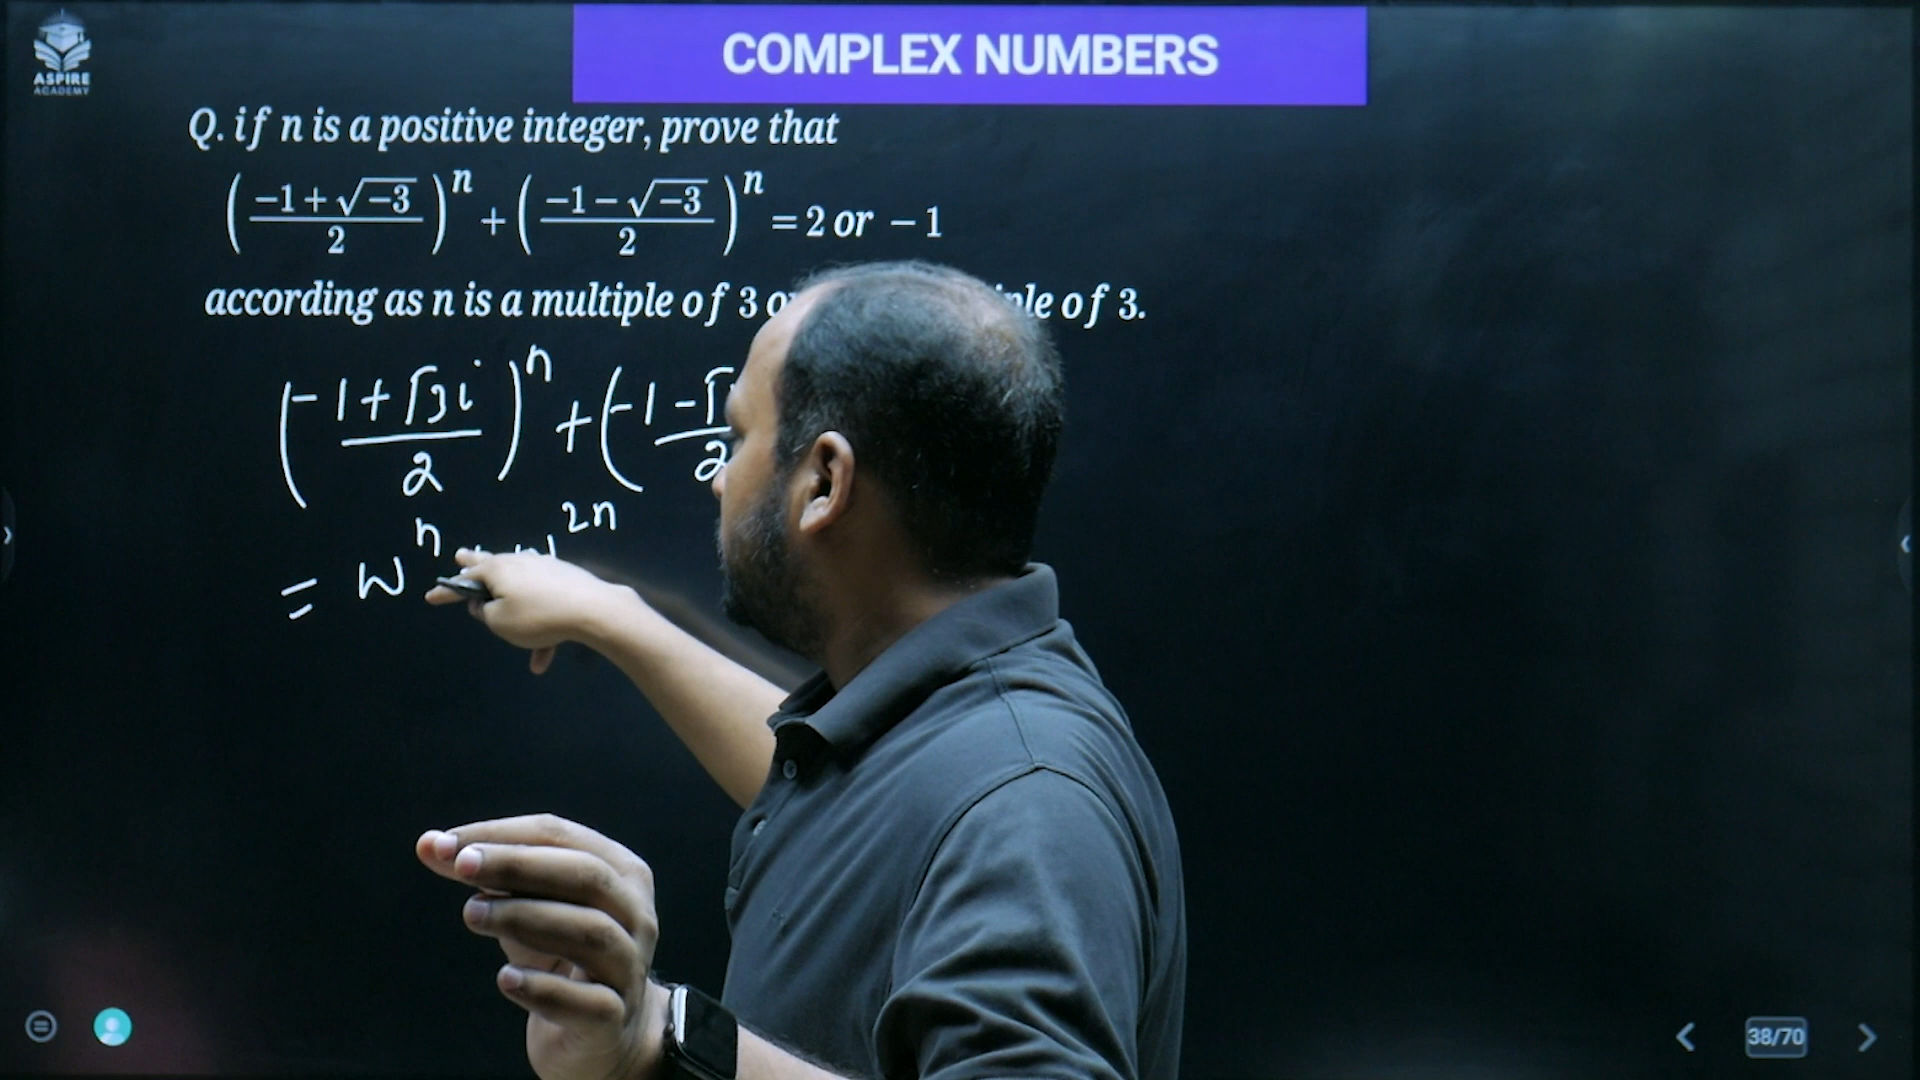 ASPIRE
ACADEMY
COMPLEX NUMBERS
Q. if n is a positive integer, prove that
((-1+√-3)/2)^n + ((-1-√-3)/2)^n = 2 or -1
according as n is a multiple of 3 of 3.
((-1+√3i)/2)^n + (-1-√ 2
= w^n w^2n
38/70